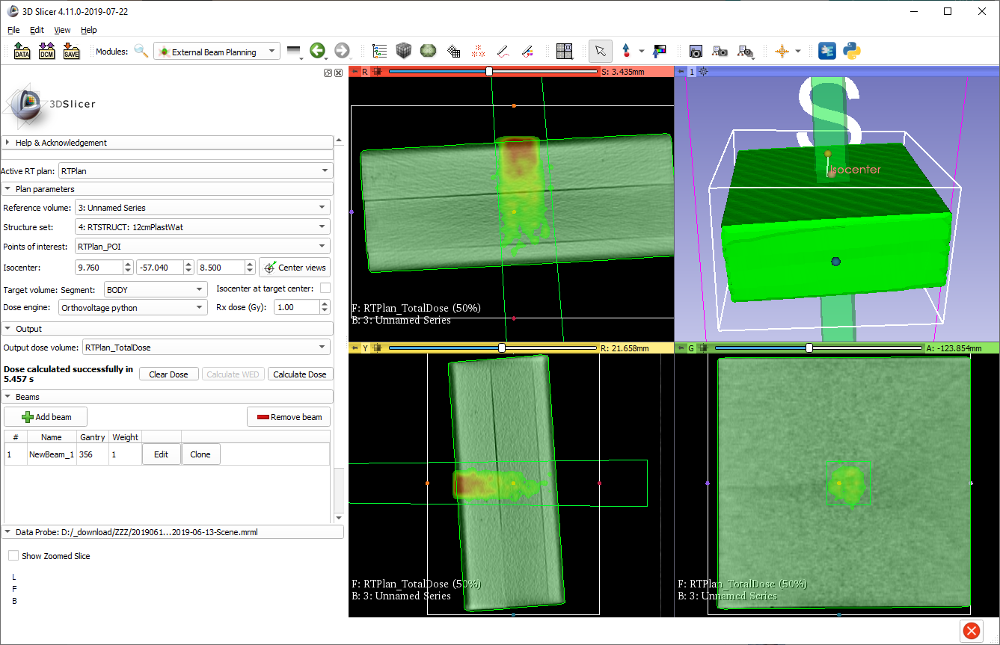 3D Slicer 4.11.0-2019-07-22
File Edit View Help
DATA DCM SAVE Modules: External Beam Planning
3DSlicer
Help & Acknowledgement
Active RT plan: RTPlan
Plan parameters
Reference volume: 3: Unnamed Series
Structure set: 4: RTSTRUCT: 12cmPlastWat
Points of interest: RTPlan_POI
Isocenter: 9.760 -57.040 8.500 Center views
Target volume: Segment: BODY Isocenter at target center:
Dose engine: Orthovoltage python Rx dose (Gy): 1.00
Output
Output dose volume: RTPlan_TotalDose
Dose calculated successfully in
5.457 s
Clear Dose Calculate WED Calculate Dose
Beams
Add beam Remove beam
# Name Gantry Weight
1 NewBeam_1 356 1 Edit Clone
Data Probe: D:/_download/ZZZ/2019061...2019-06-13-Scene.mrml
Show Zoomed Slice
L
F
B
R S: 3.435mm
F: RTPlan_TotalDose (50%)
B: 3: Unnamed Series
1
S
Isocenter
Y R: 21.658mm
F: RTPlan_TotalDose (50%)
B: 3: Unnamed Series
G A: -123.854mm
F: RTPlan_TotalDose (50%)
B: 3: Unnamed Series